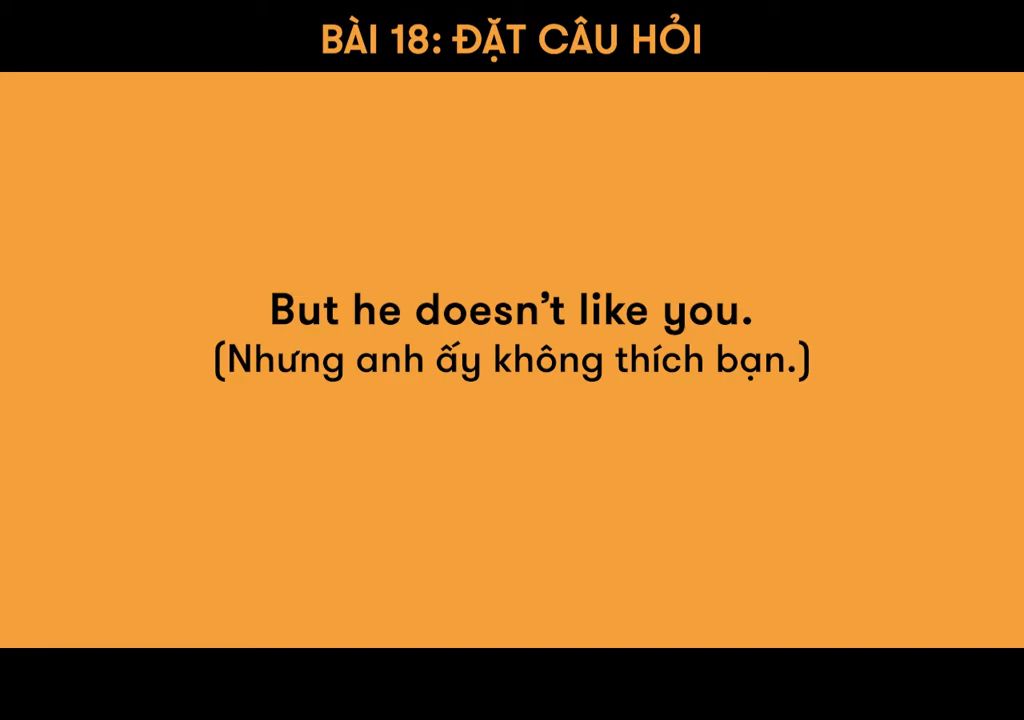 BÀI 18: ĐẶT CÂU HỎI
But he doesn’t like you.
(Nhưng anh ấy không thích bạn.)